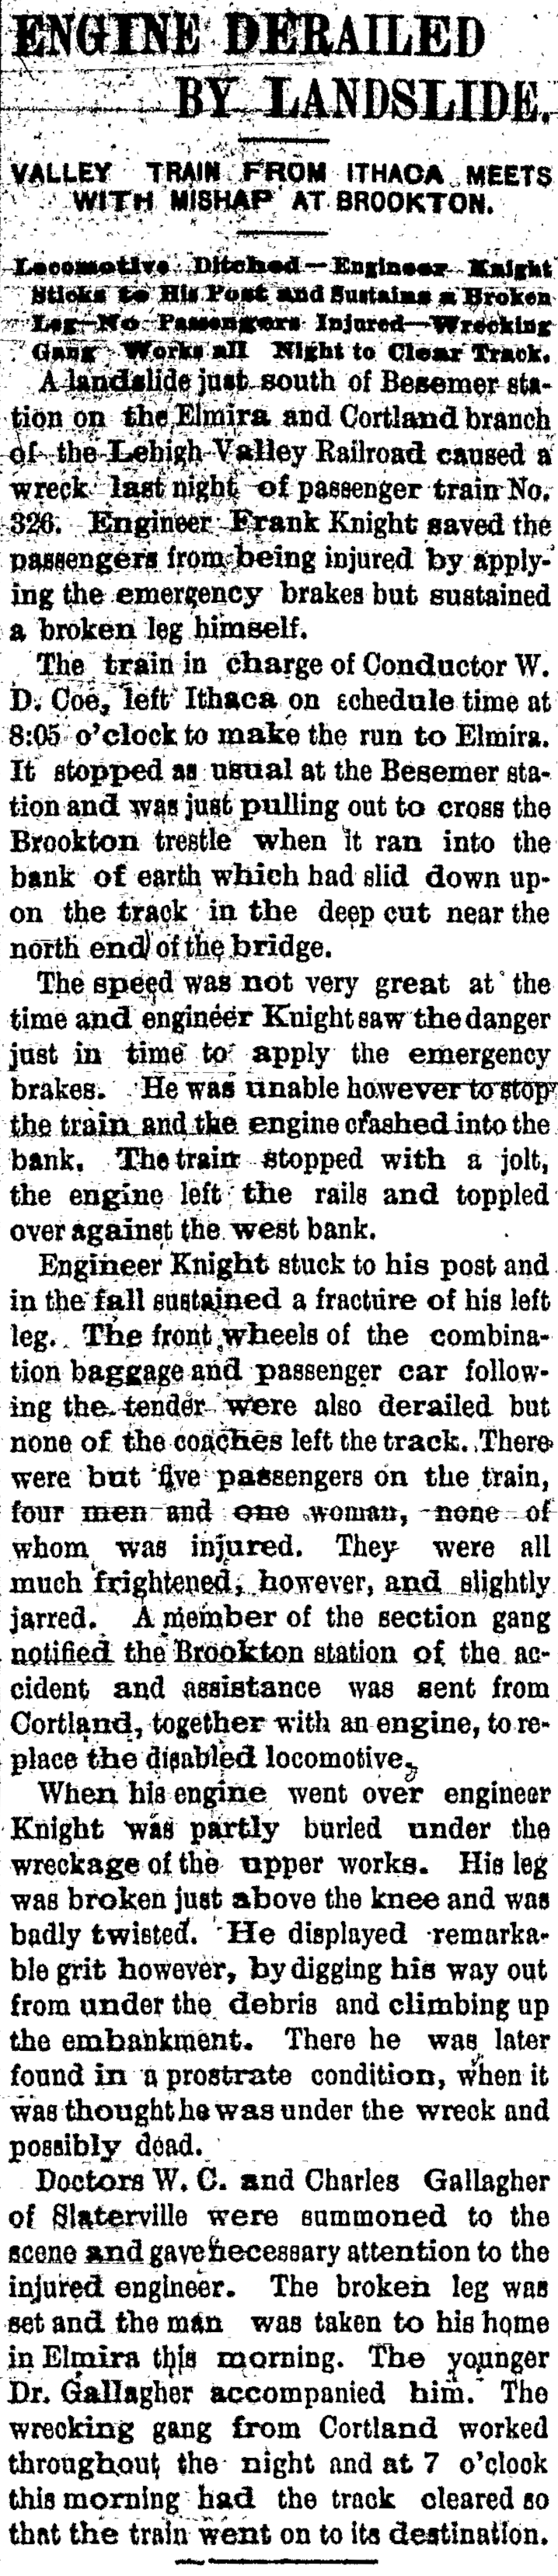 ENGINE DERAILED
BY LANDSLIDE.
VALLEY TRAIN FROM ITHACA MEETS
WITH MISHAP AT BROOKTON.
Locomotive Ditched—Engineer Knight
Sticks to His Post and Sustains a Broken
Leg—No Passengers Injured—Wrecking
Gang Works all Night to Clear Track.
A landslide just south of Besemer sta-
tion on the Elmira and Cortland branch
of the Lehigh Valley Railroad caused a
wreck last night of passenger train No.
326. Engineer Frank Knight saved the
passengers from being injured by apply-
ing the emergency brakes but sustained
a broken leg himself.
The train in charge of Conductor W.
D. Coe, left Ithaca on schedule time at
8:05 o'clock to make the run to Elmira.
It stopped as usual at the Besemer sta-
tion and was just pulling out to cross the
Brookton trestle when it ran into the
bank of earth which had slid down up-
on the track in the deep cut near the
north end of the bridge.
The speed was not very great at the
time and engineer Knight saw the danger
just in time to apply the emergency
brakes. He was unable however to stop
the train and the engine crashed into the
bank. The train stopped with a jolt,
the engine left the rails and toppled
over against the west bank.
Engineer Knight stuck to his post and
in the fall sustained a fracture of his left
leg. The front wheels of the combina-
tion baggage and passenger car follow-
ing the tender were also derailed but
none of the coaches left the track. There
were but five passengers on the train,
four men and one woman, none of
whom was injured. They were all
much frightened, however, and slightly
jarred. A member of the section gang
notified the Brookton station of the ac-
cident and assistance was sent from
Cortland, together with an engine, to re-
place the disabled locomotive.
When his engine went over engineer
Knight was partly buried under the
wreckage of the upper works. His leg
was broken just above the knee and was
badly twisted. He displayed remarka-
ble grit however, by digging his way out
from under the debris and climbing up
the embankment. There he was later
found in a prostrate condition, when it
was thought he was under the wreck and
possibly dead.
Doctors W. C. and Charles Gallagher
of Slaterville were summoned to the
scene and gave necessary attention to the
injured engineer. The broken leg was
set and the man was taken to his home
in Elmira this morning. The younger
Dr. Gallagher accompanied him. The
wrecking gang from Cortland worked
throughout the night and at 7 o'clock
this morning had the track cleared so
that the train went on to its destination.